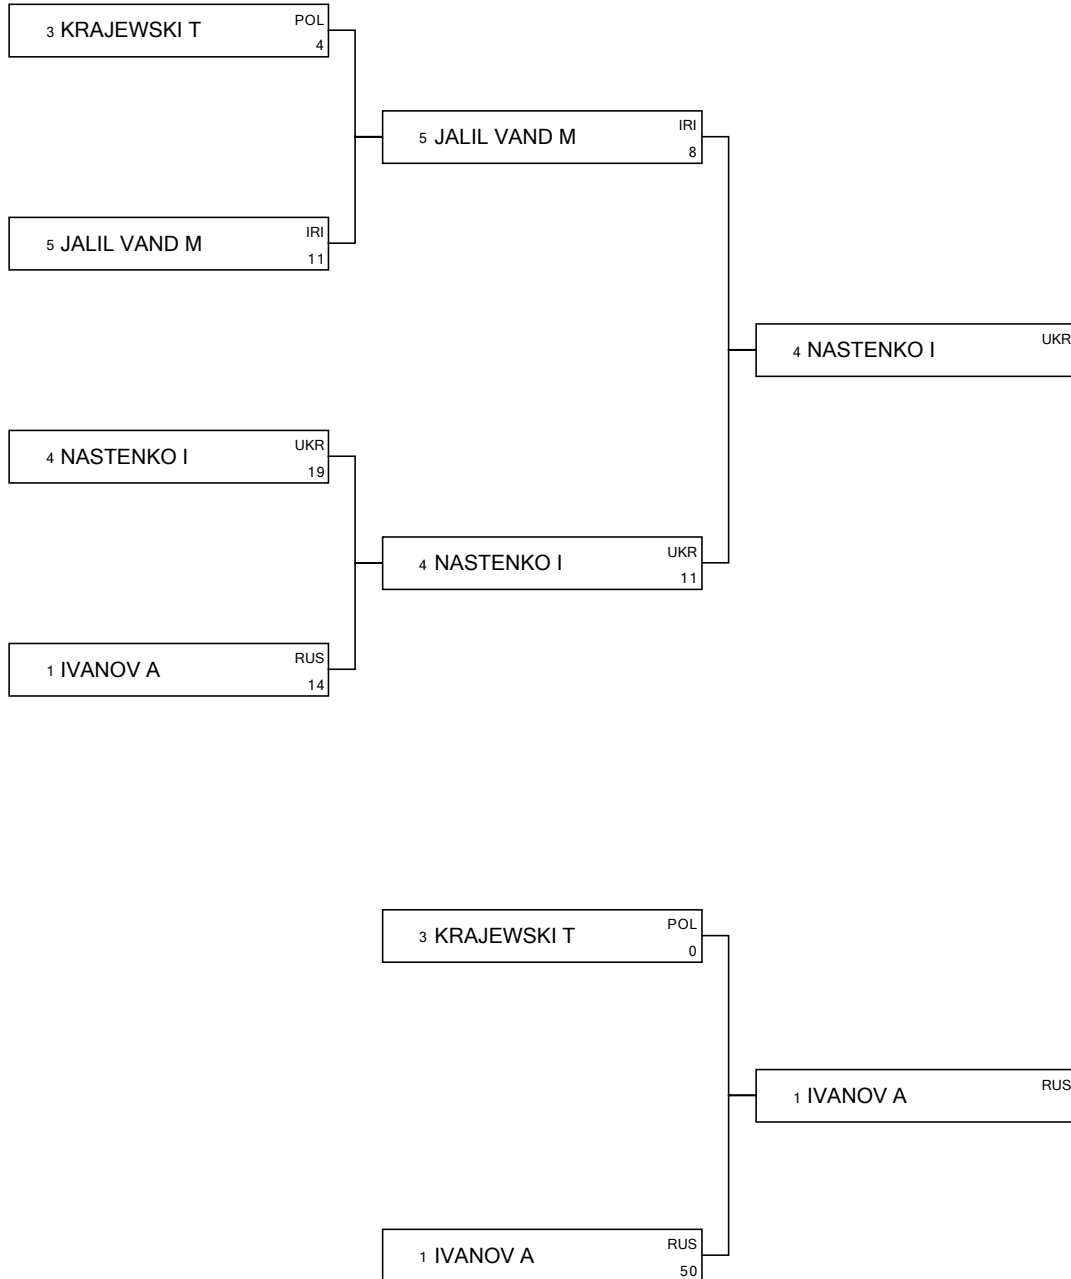 3 KRAJEWSKI T POL
4
5 JALIL VAND M IRI
8
5 JALIL VAND M IRI
11
4 NASTENKO I UKR
4 NASTENKO I UKR
19
4 NASTENKO I UKR
11
1 IVANOV A RUS
14
3 KRAJEWSKI T POL
0
1 IVANOV A RUS
1 IVANOV A RUS
50